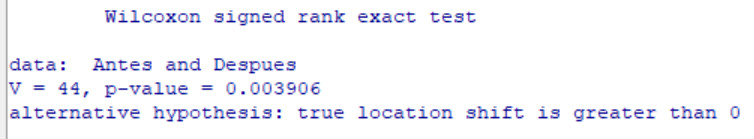 Wilcoxon signed rank exact test
data:  Antes and Despues
V = 44, p-value = 0.003906
alternative hypothesis: true location shift is greater than 0